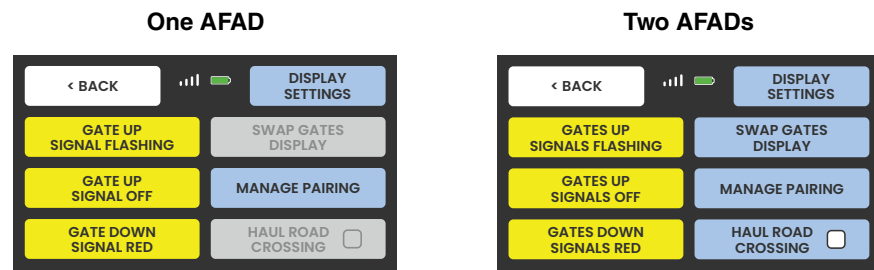 One AFAD
< BACK
DISPLAY
SETTINGS
GATE UP
SIGNAL FLASHING
SWAP GATES
DISPLAY
GATE UP
SIGNAL OFF
MANAGE PAIRING
GATE DOWN
SIGNAL RED
HAUL ROAD
CROSSING
Two AFADs
< BACK
DISPLAY
SETTINGS
GATES UP
SIGNALS FLASHING
SWAP GATES
DISPLAY
GATES UP
SIGNALS OFF
MANAGE PAIRING
GATES DOWN
SIGNALS RED
HAUL ROAD
CROSSING